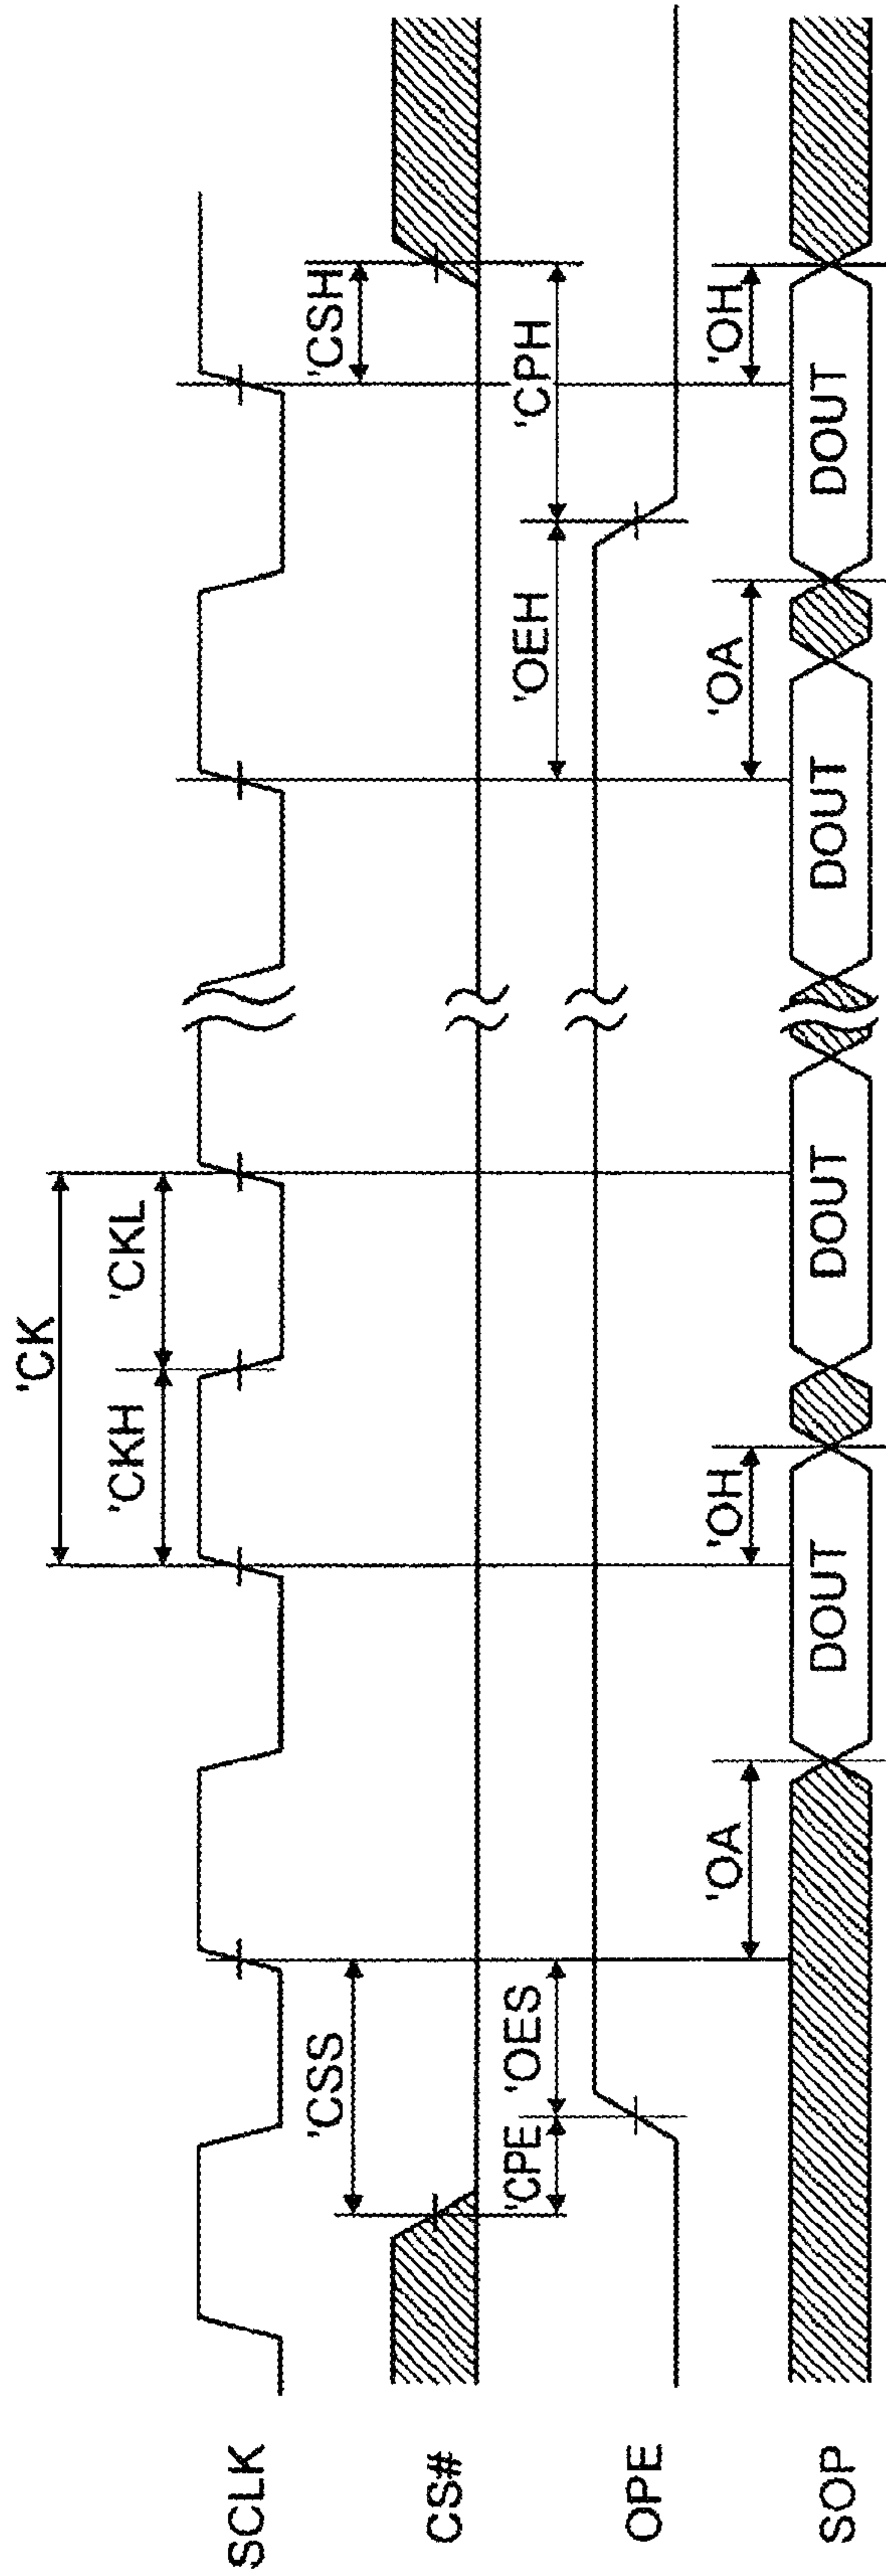 'CK
'CKH
'CKL
SCLK
'CSS
'CSH
CS#
'CPE
'OES
'OEH
'CPH
OPE
'OA
'OH
'OA
'OH
SOP
DOUT
DOUT
DOUT
DOUT